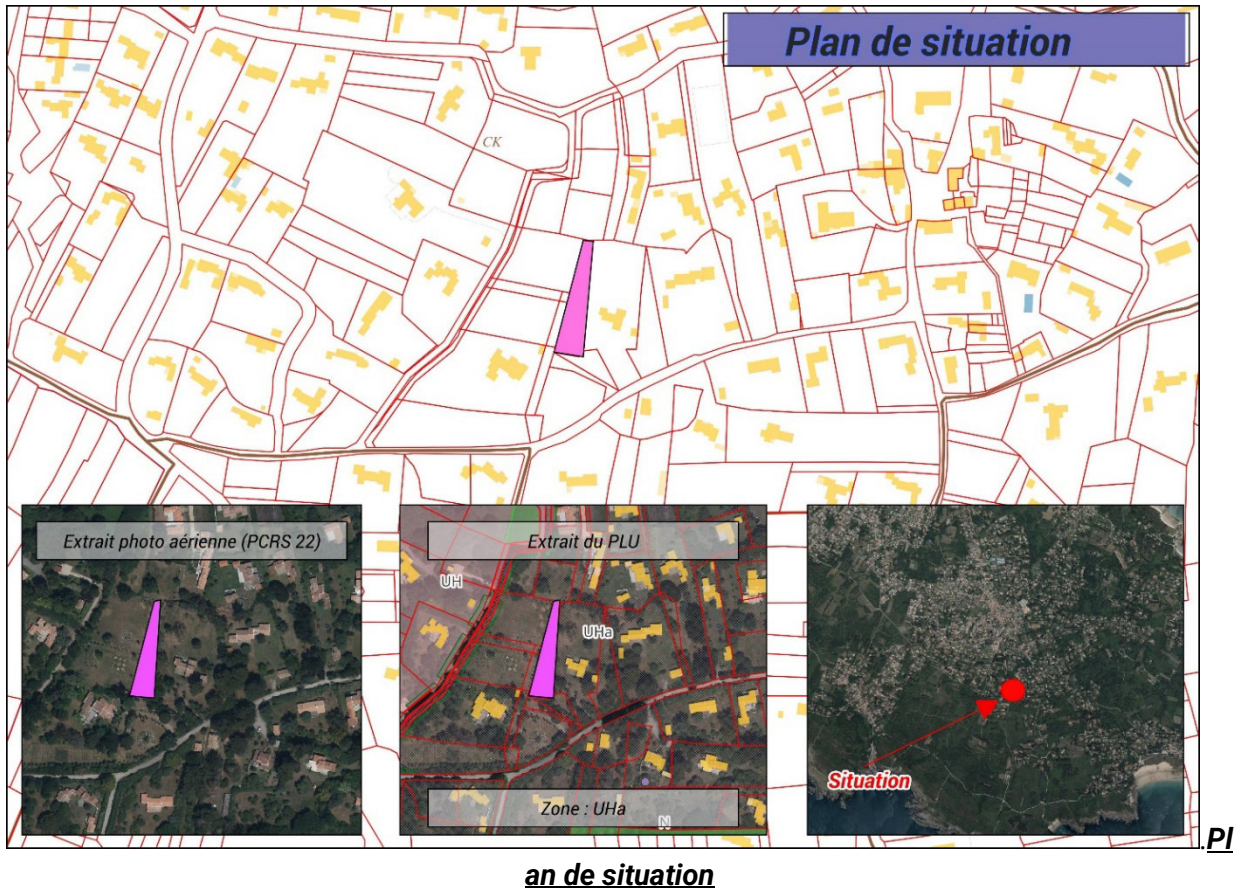 Plan de situation
CK
Extrait photo aérienne (PCRS 22)
Extrait du PLU
UH
UHa
Situation
Zone : UHa
N
.Pl
an de situation